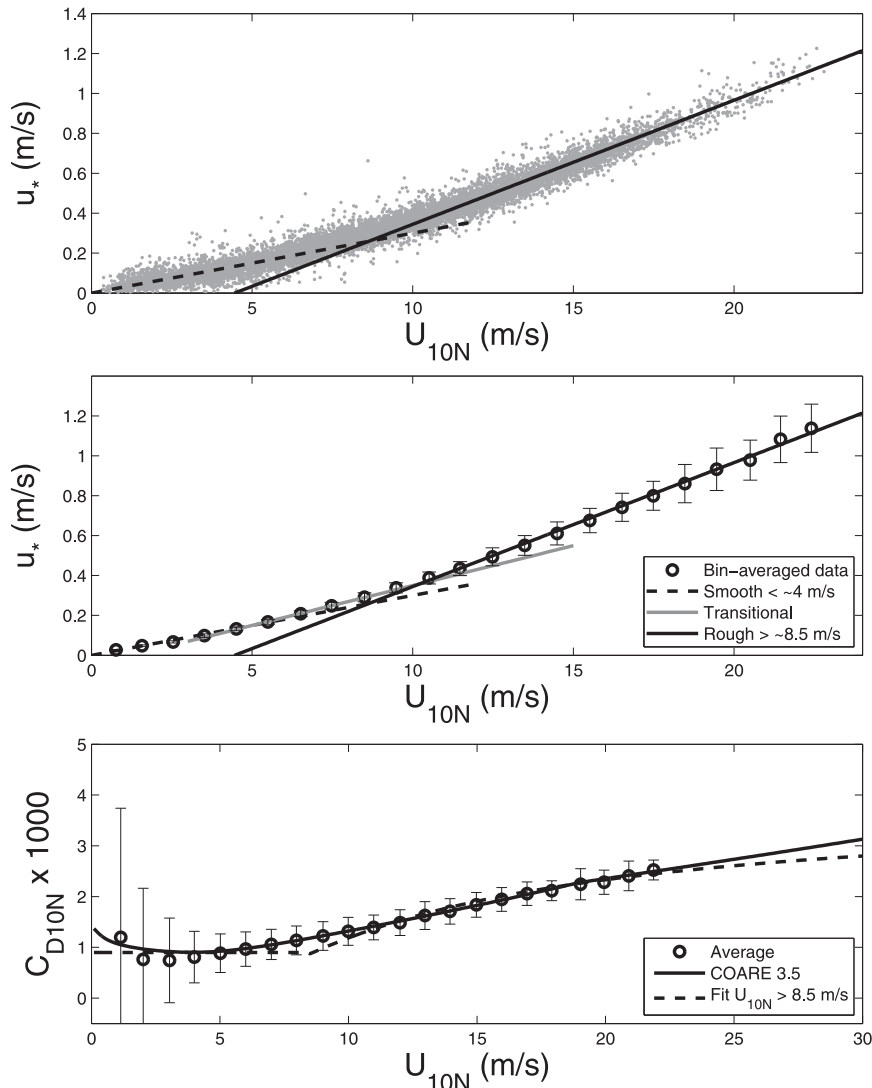 1.4
1.2
1
0.8
0.6
0.4
0.2
0
u* (m/s)
0 5 10 15 20
U10N (m/s)
1.2
1
0.8
0.6
0.4
0.2
0
u* (m/s)
Bin−averaged data
Smooth < ~4 m/s
Transitional
Rough > ~8.5 m/s
0 5 10 15 20
U10N (m/s)
5
4
3
2
1
0
CD10N x 1000
Average
COARE 3.5
Fit U10N > 8.5 m/s
0 5 10 15 20 25 30
U10N (m/s)